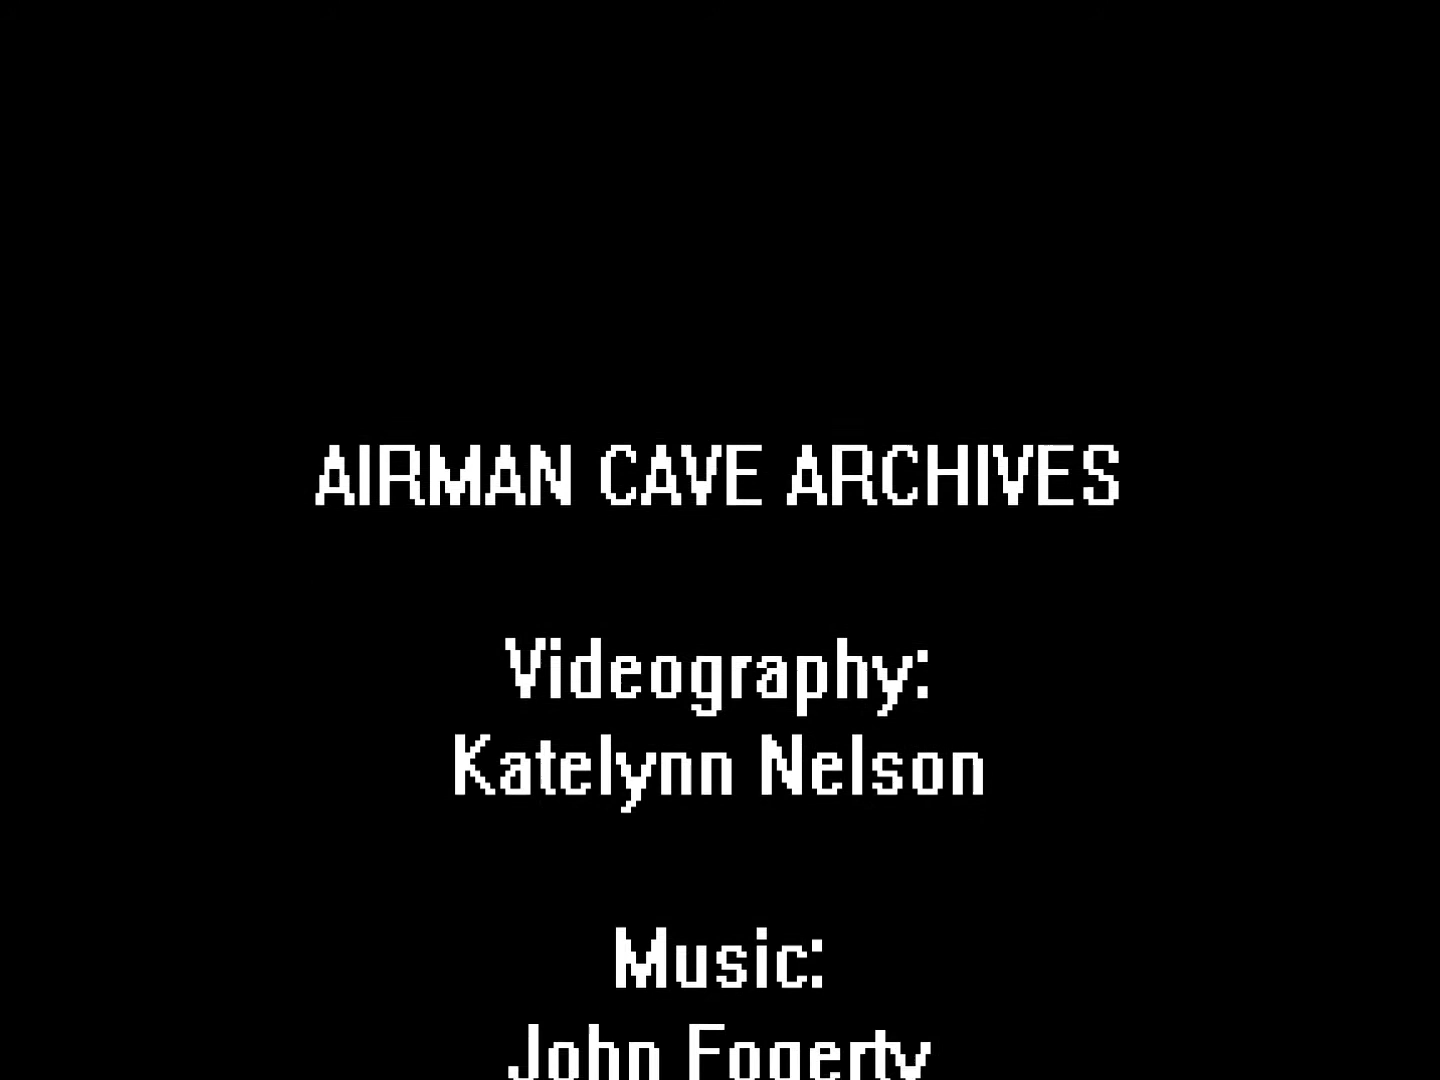 AIRMAN CAVE ARCHIVES
Videography:
Katelynn Nelson
Music:
John Fogerty